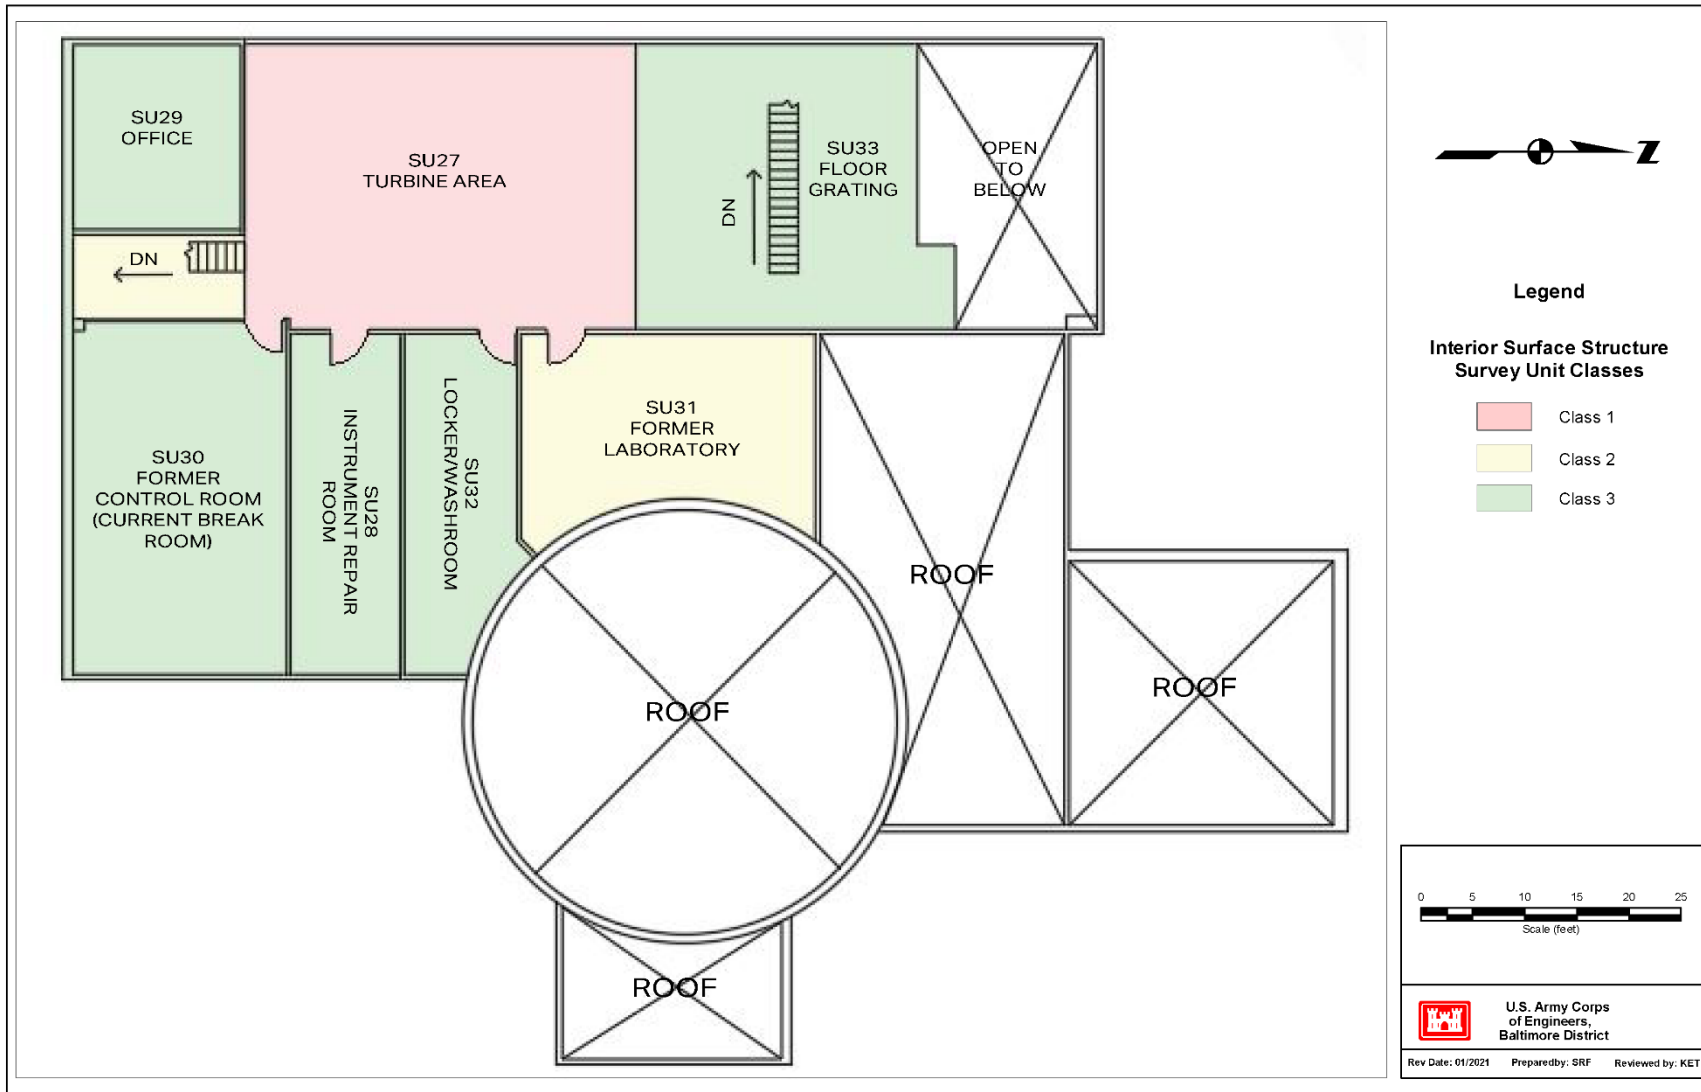 SU29
OFFICE
SU27
TURBINE AREA
SU33
FLOOR
GRATING
OPEN
TO
BELOW
DN
DN
SU30
FORMER
CONTROL ROOM
(CURRENT BREAK
ROOM)
SU28
INSTRUMENT REPAIR
ROOM
SU32
LOCKER/WASHROOM
SU31
FORMER
LABORATORY
ROOF
ROOF
ROOF
ROOF
Z
Legend
Interior Surface Structure
Survey Unit Classes
Class 1
Class 2
Class 3
0 5 10 15 20 25
Scale (feet)
U.S. Army Corps
of Engineers,
Baltimore District
Rev Date: 01/2021 Preparedby: SRF Reviewed by: KET